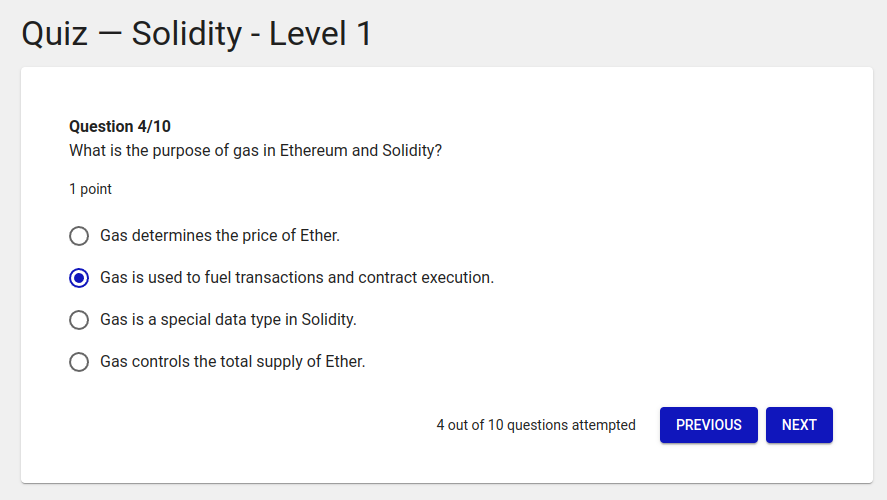 Quiz — Solidity - Level 1
Question 4/10
What is the purpose of gas in Ethereum and Solidity?
1 point
Gas determines the price of Ether.
Gas is used to fuel transactions and contract execution.
Gas is a special data type in Solidity.
Gas controls the total supply of Ether.
4 out of 10 questions attempted PREVIOUS NEXT